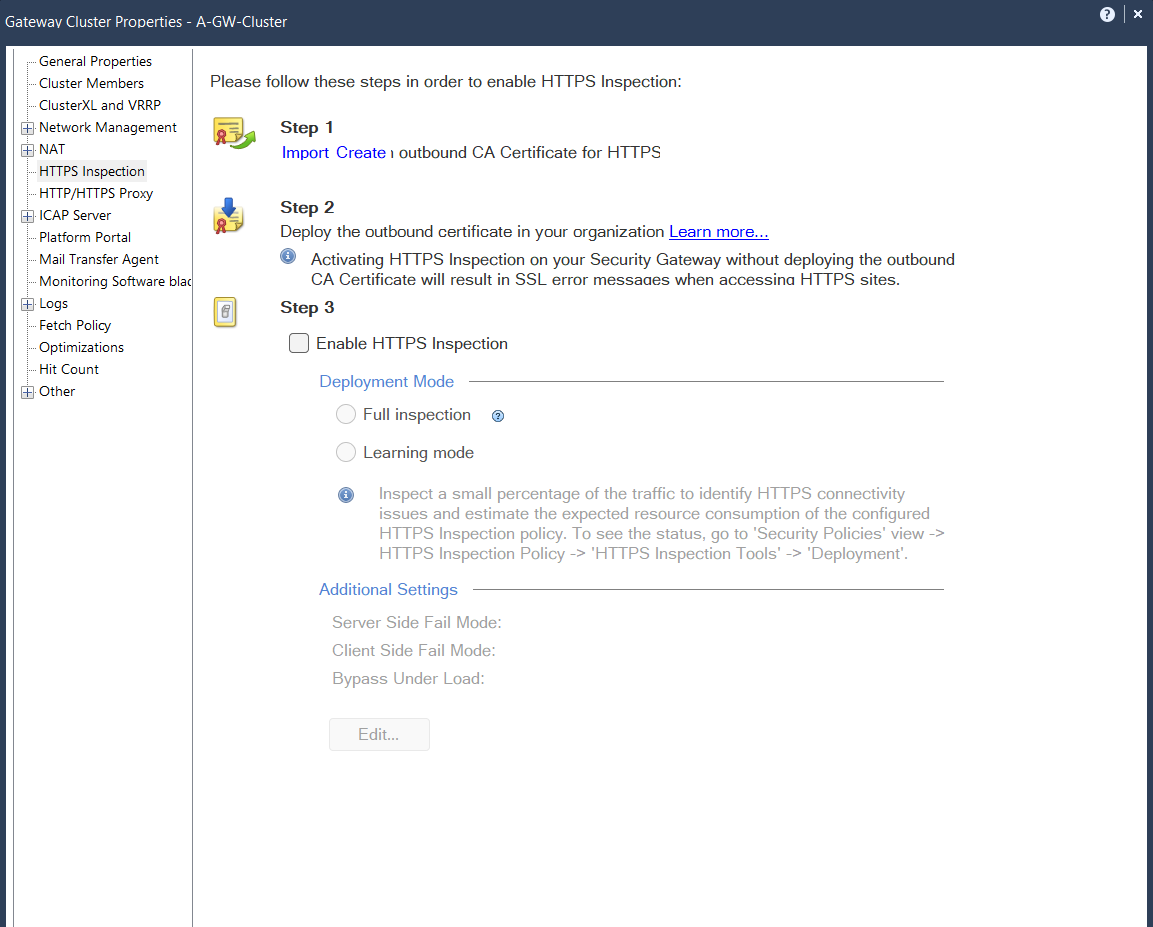 Gateway Cluster Properties - A-GW-Cluster
General Properties
Cluster Members
ClusterXL and VRRP
Network Management
NAT
HTTPS Inspection
HTTP/HTTPS Proxy
ICAP Server
Platform Portal
Mail Transfer Agent
Monitoring Software blad
Logs
Fetch Policy
Optimizations
Hit Count
Other
Please follow these steps in order to enable HTTPS Inspection:
Step 1
Import Create outbound CA Certificate for HTTPS
Step 2
Deploy the outbound certificate in your organization Learn more...
Activating HTTPS Inspection on your Security Gateway without deploying the outbound
CA Certificate will result in SSL error messages when accessing HTTPS sites.
Step 3
Enable HTTPS Inspection
Deployment Mode
Full inspection
Learning mode
Inspect a small percentage of the traffic to identify HTTPS connectivity
issues and estimate the expected resource consumption of the configured
HTTPS Inspection policy. To see the status, go to 'Security Policies' view ->
HTTPS Inspection Policy -> 'HTTPS Inspection Tools' -> 'Deployment'.
Additional Settings
Server Side Fail Mode:
Client Side Fail Mode:
Bypass Under Load:
Edit...